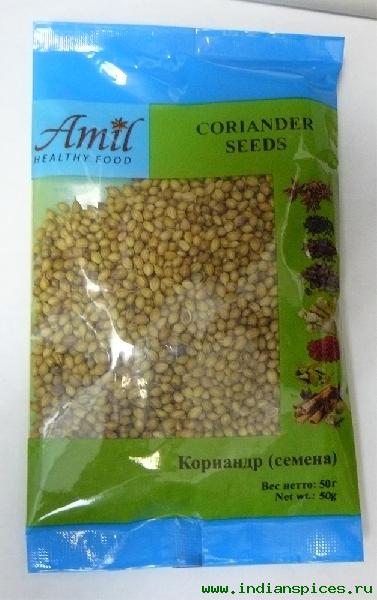 Amil
HEALTHY FOOD
CORIANDER
SEEDS
Кориандр (семена)
Вес нетто: 50г
Net wt.: 50g
www.indianspices.ru